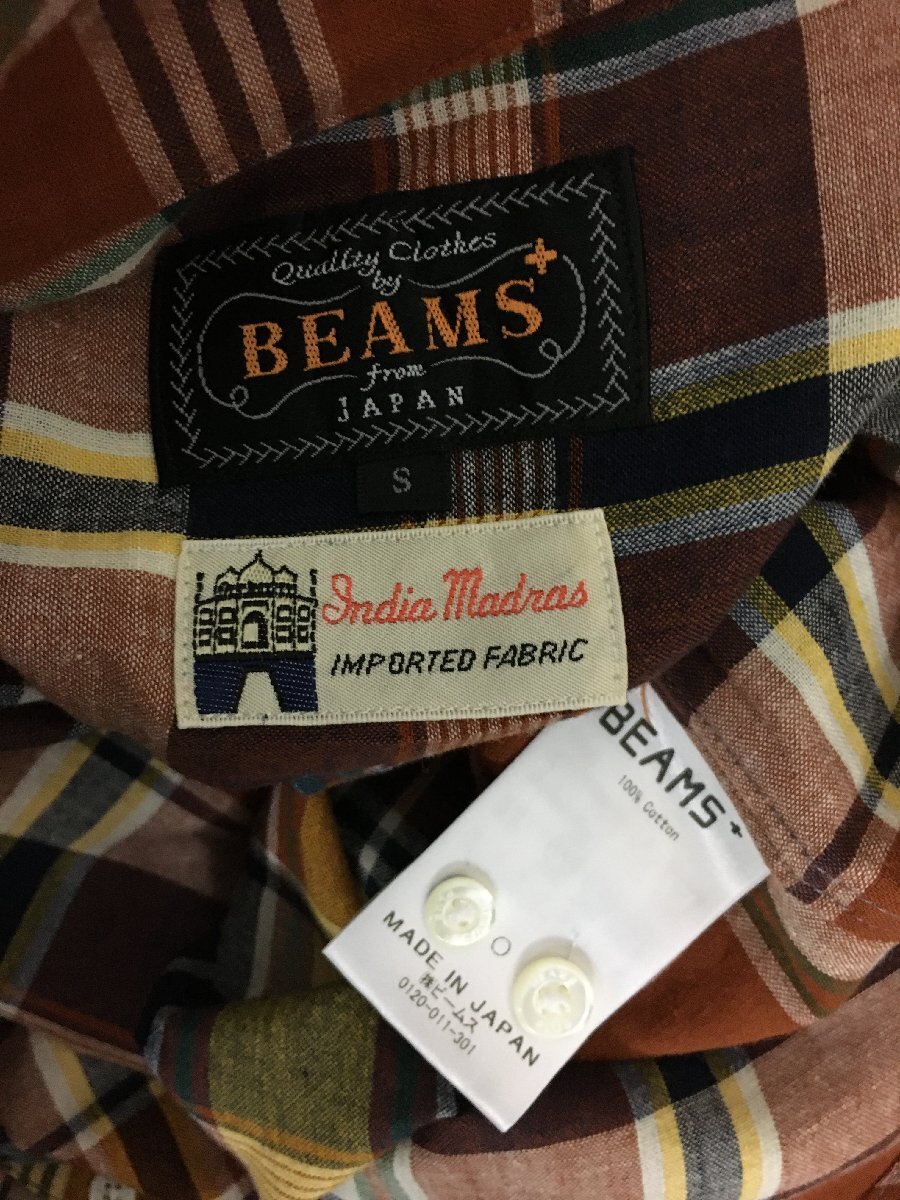 Quality Clothes
by
BEAMS+
from
JAPAN
S
India Madras
IMPORTED FABRIC
BEAMS+
100% Cotton
MADE IN JAPAN
㈱ビームス
0120-011-301